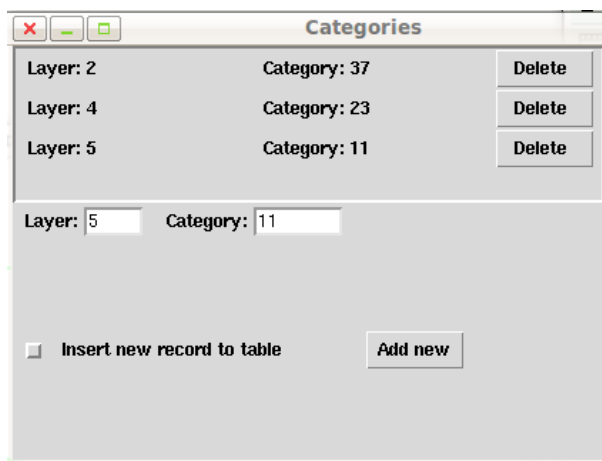 Categories
Layer: 2 Category: 37 Delete
Layer: 4 Category: 23 Delete
Layer: 5 Category: 11 Delete
Layer: 5 Category: 11
Insert new record to table Add new